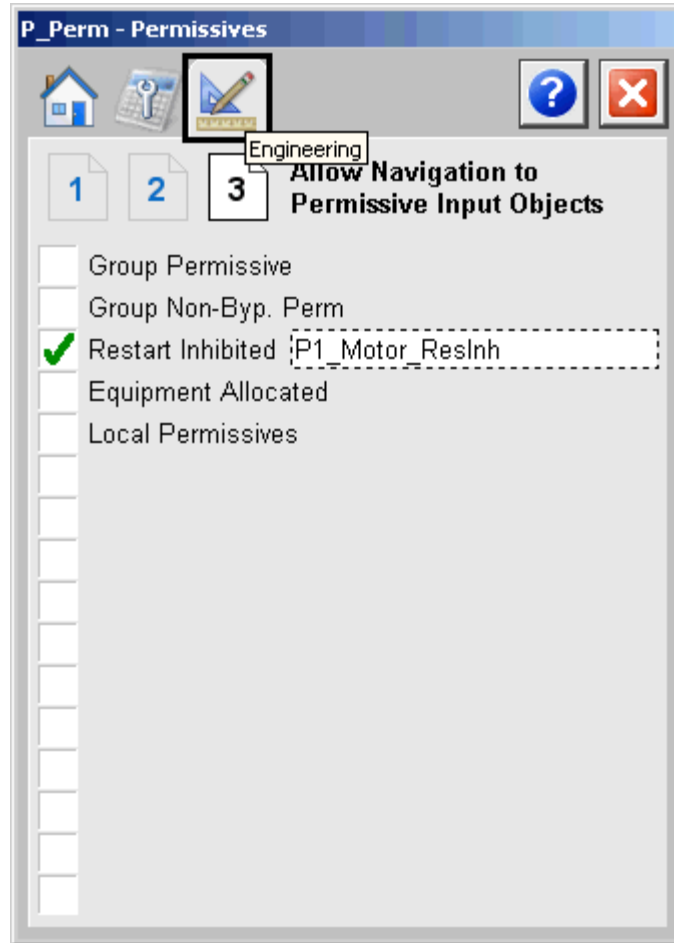 P_Perm - Permissives
?
Engineering
1 2 3 Allow Navigation to
Permissive Input Objects
Group Permissive
Group Non-Byp. Perm
Restart Inhibited P1_Motor_ResInh
Equipment Allocated
Local Permissives